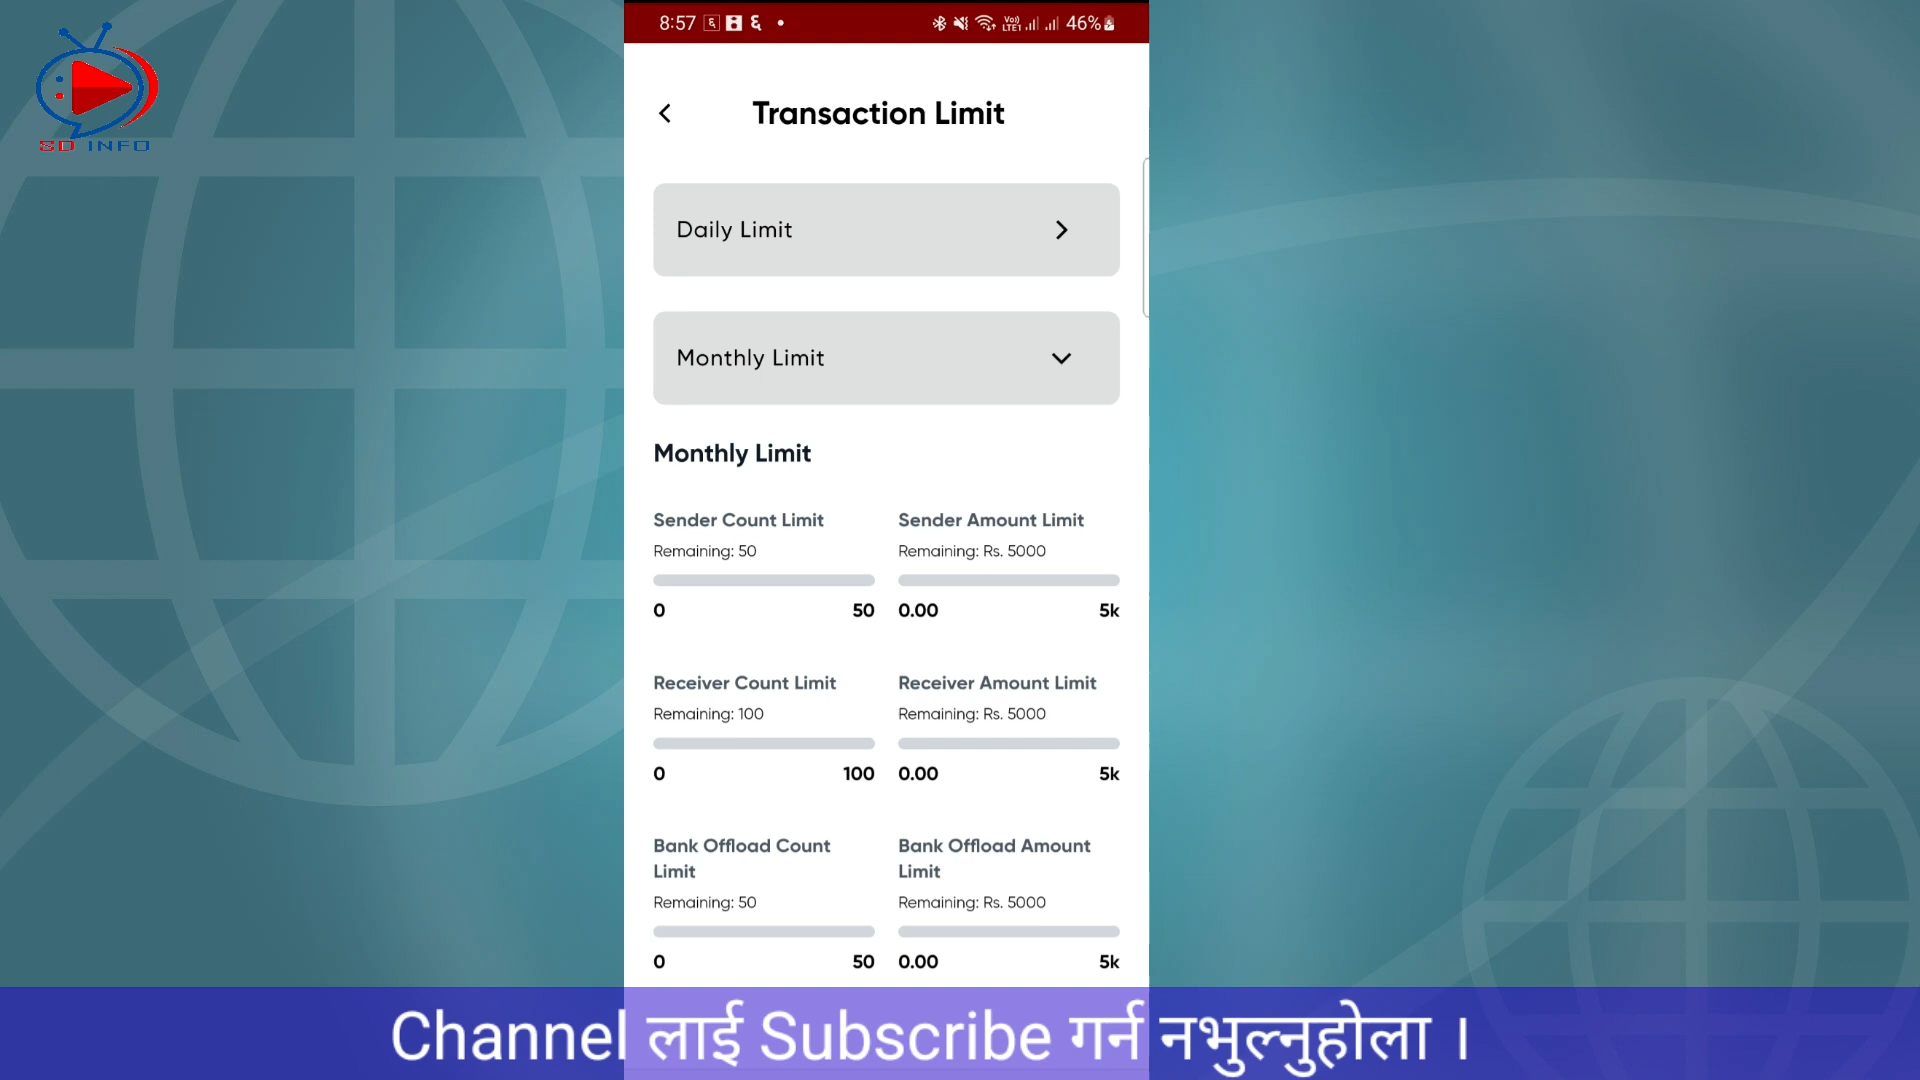 SD INFO
8:57
46%
Transaction Limit
Daily Limit
Monthly Limit
Monthly Limit
Sender Count Limit
Remaining: 50
0 50
Sender Amount Limit
Remaining: Rs. 5000
0.00 5k
Receiver Count Limit
Remaining: 100
0 100
Receiver Amount Limit
Remaining: Rs. 5000
0.00 5k
Bank Offload Count
Limit
Remaining: 50
0 50
Bank Offload Amount
Limit
Remaining: Rs. 5000
0.00 5k
Channel लाई Subscribe गर्न नभुल्नुहोला ।